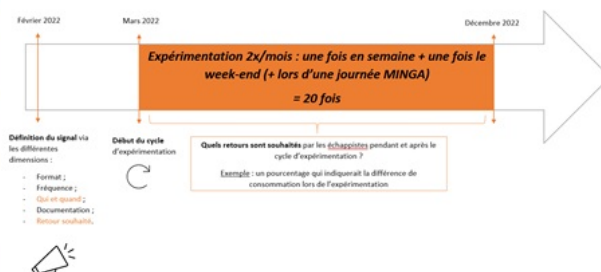 Février 2022
Mars 2022
Décembre 2022
Expérimentation 2x/mois : une fois en semaine + une fois le
week-end (+ lors d'une journée MINGA)
= 20 fois
Définition du signal via
les différentes
dimensions :
- Format ;
- Fréquence ;
- Qui et quand ;
- Documentation ;
- Retour souhaité.
Début du cycle
d'expérimentation
Quels retours sont souhaités par les échappistes pendant et après le
cycle d'expérimentation ?
Exemple : un pourcentage qui indiquerait la différence de
consommation lors de l'expérimentation